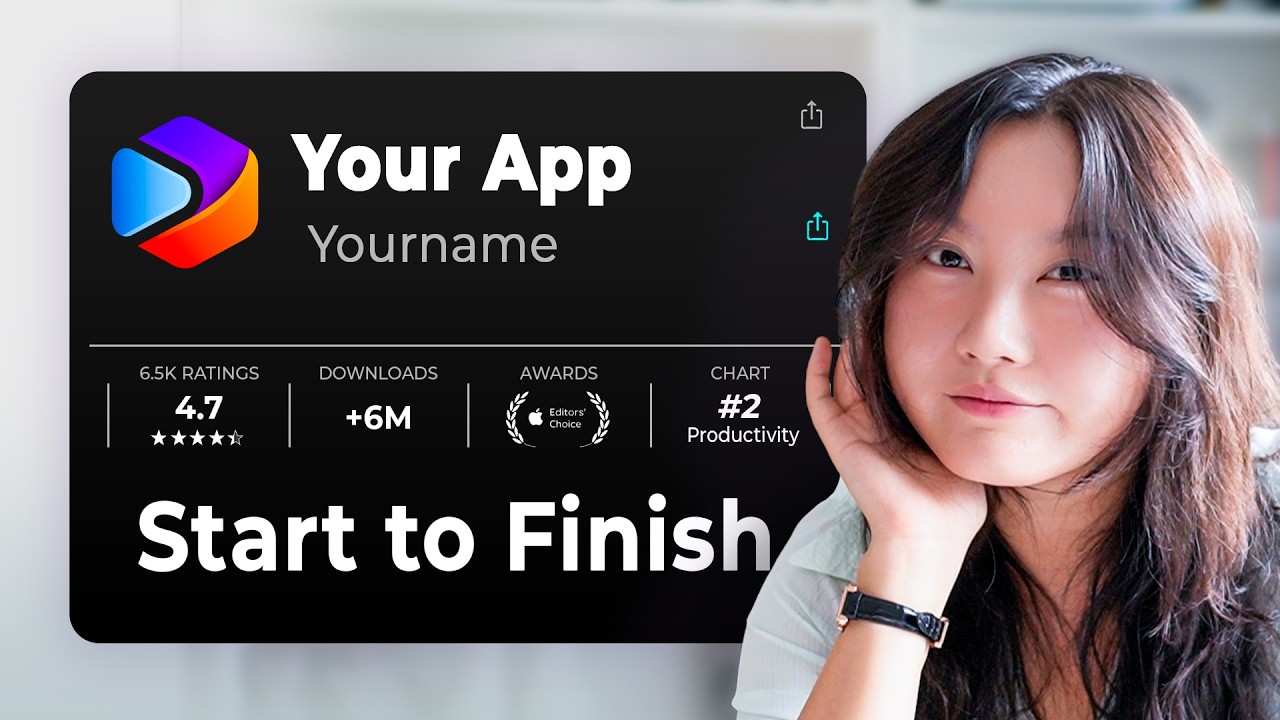 Your App
Yourname
6.5K RATINGS
4.7
DOWNLOADS
+6M
AWARDS
Editors'
Choice
CHART
#2
Productivity
Start to Finish